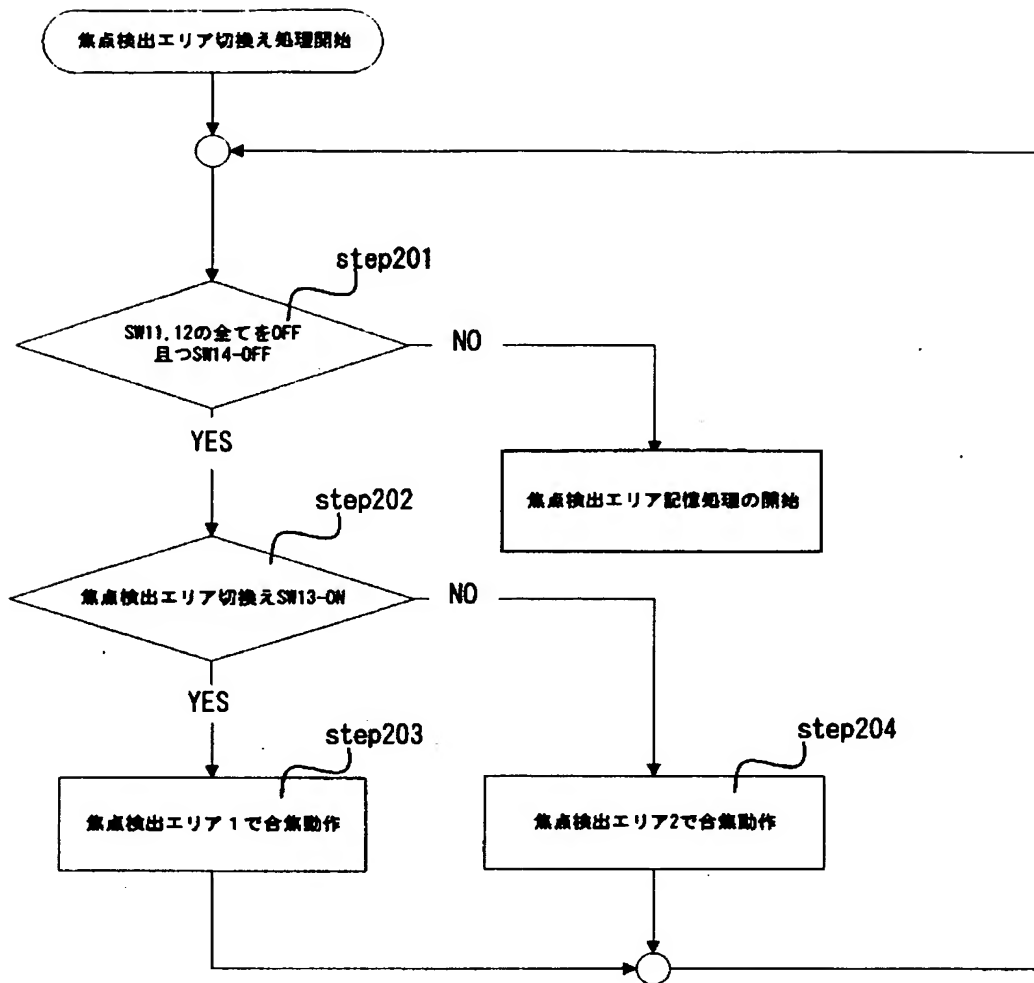 焦点検出エリア切換え処理開始
step201
SW11,12の全てをOFF
且つSW14-OFF
NO
YES
焦点検出エリア記憶処理の開始
step202
焦点検出エリア切換えSW13-ON
NO
YES
step203
焦点検出エリア1で合焦動作
step204
焦点検出エリア2で合焦動作